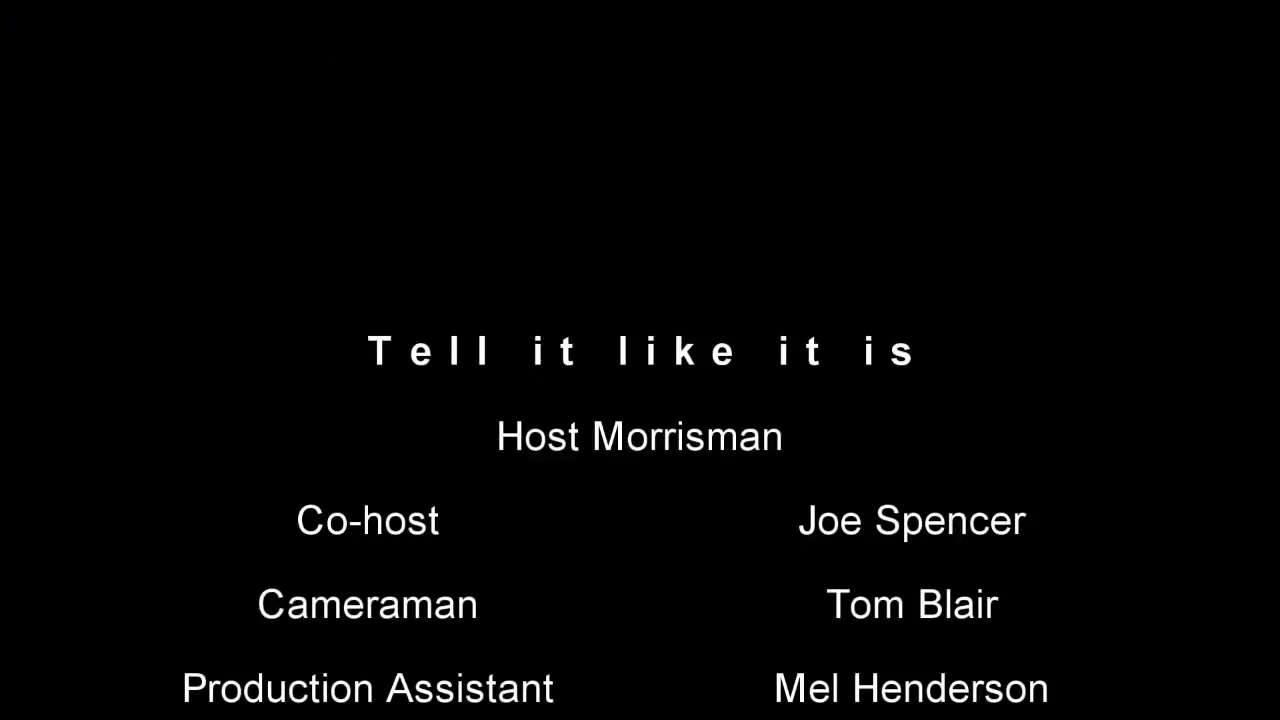 Tell it like it is
Host Morrisman
Co-host Joe Spencer
Cameraman Tom Blair
Production Assistant Mel Henderson